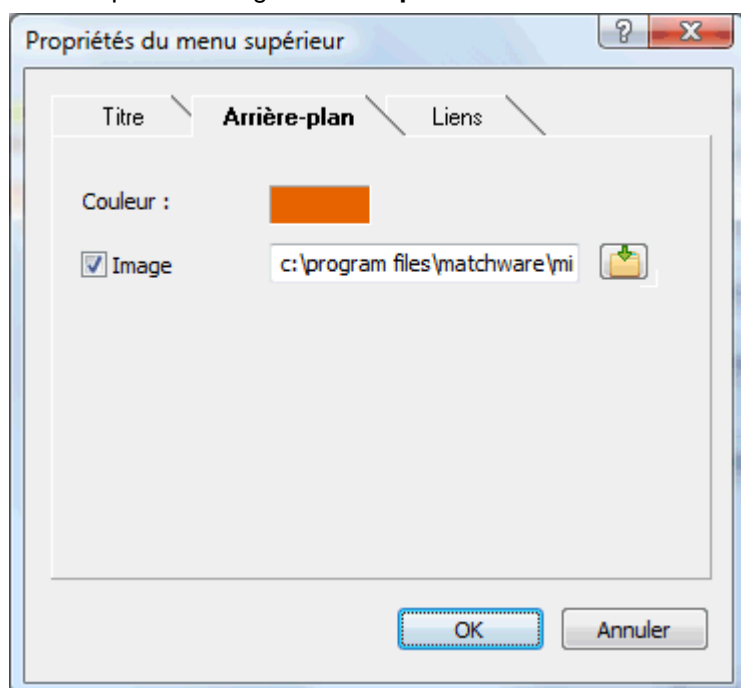 Propriétés du menu supérieur
?
Titre Arrière-plan Liens
Couleur :
Image c:\program files\matchware\mi
OK Annuler